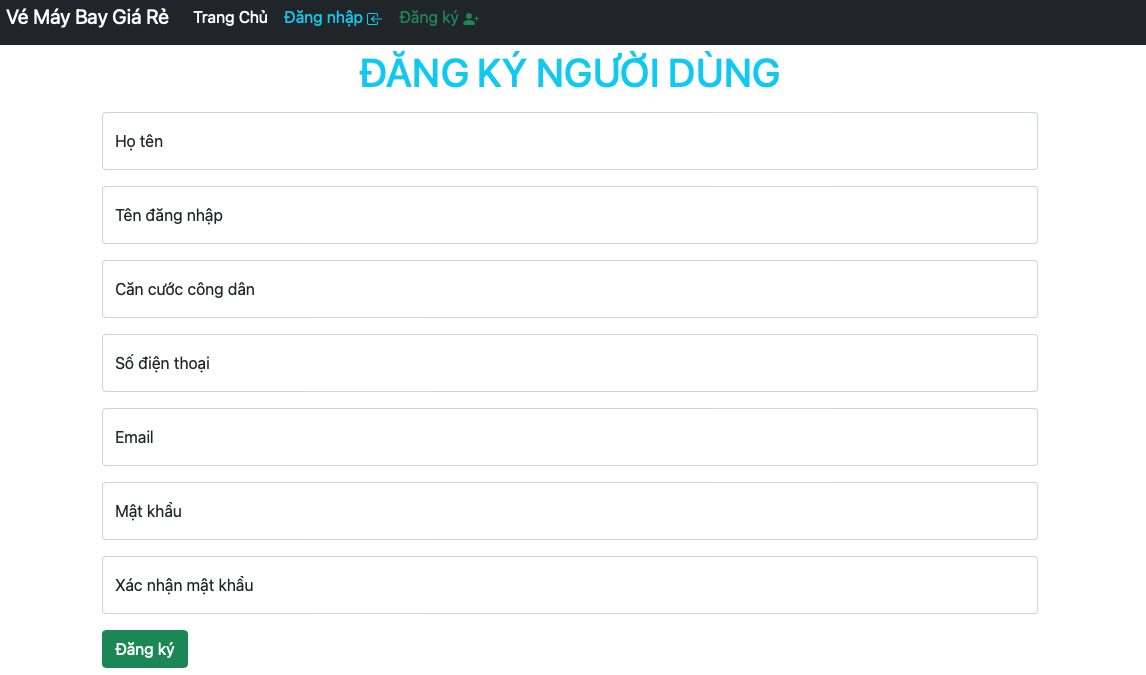 Vé Máy Bay Giá Rẻ Trang Chủ Đăng nhập Đăng ký
ĐĂNG KÝ NGƯỜI DÙNG
Họ tên
Tên đăng nhập
Căn cước công dân
Số điện thoại
Email
Mật khẩu
Xác nhận mật khẩu
Đăng ký